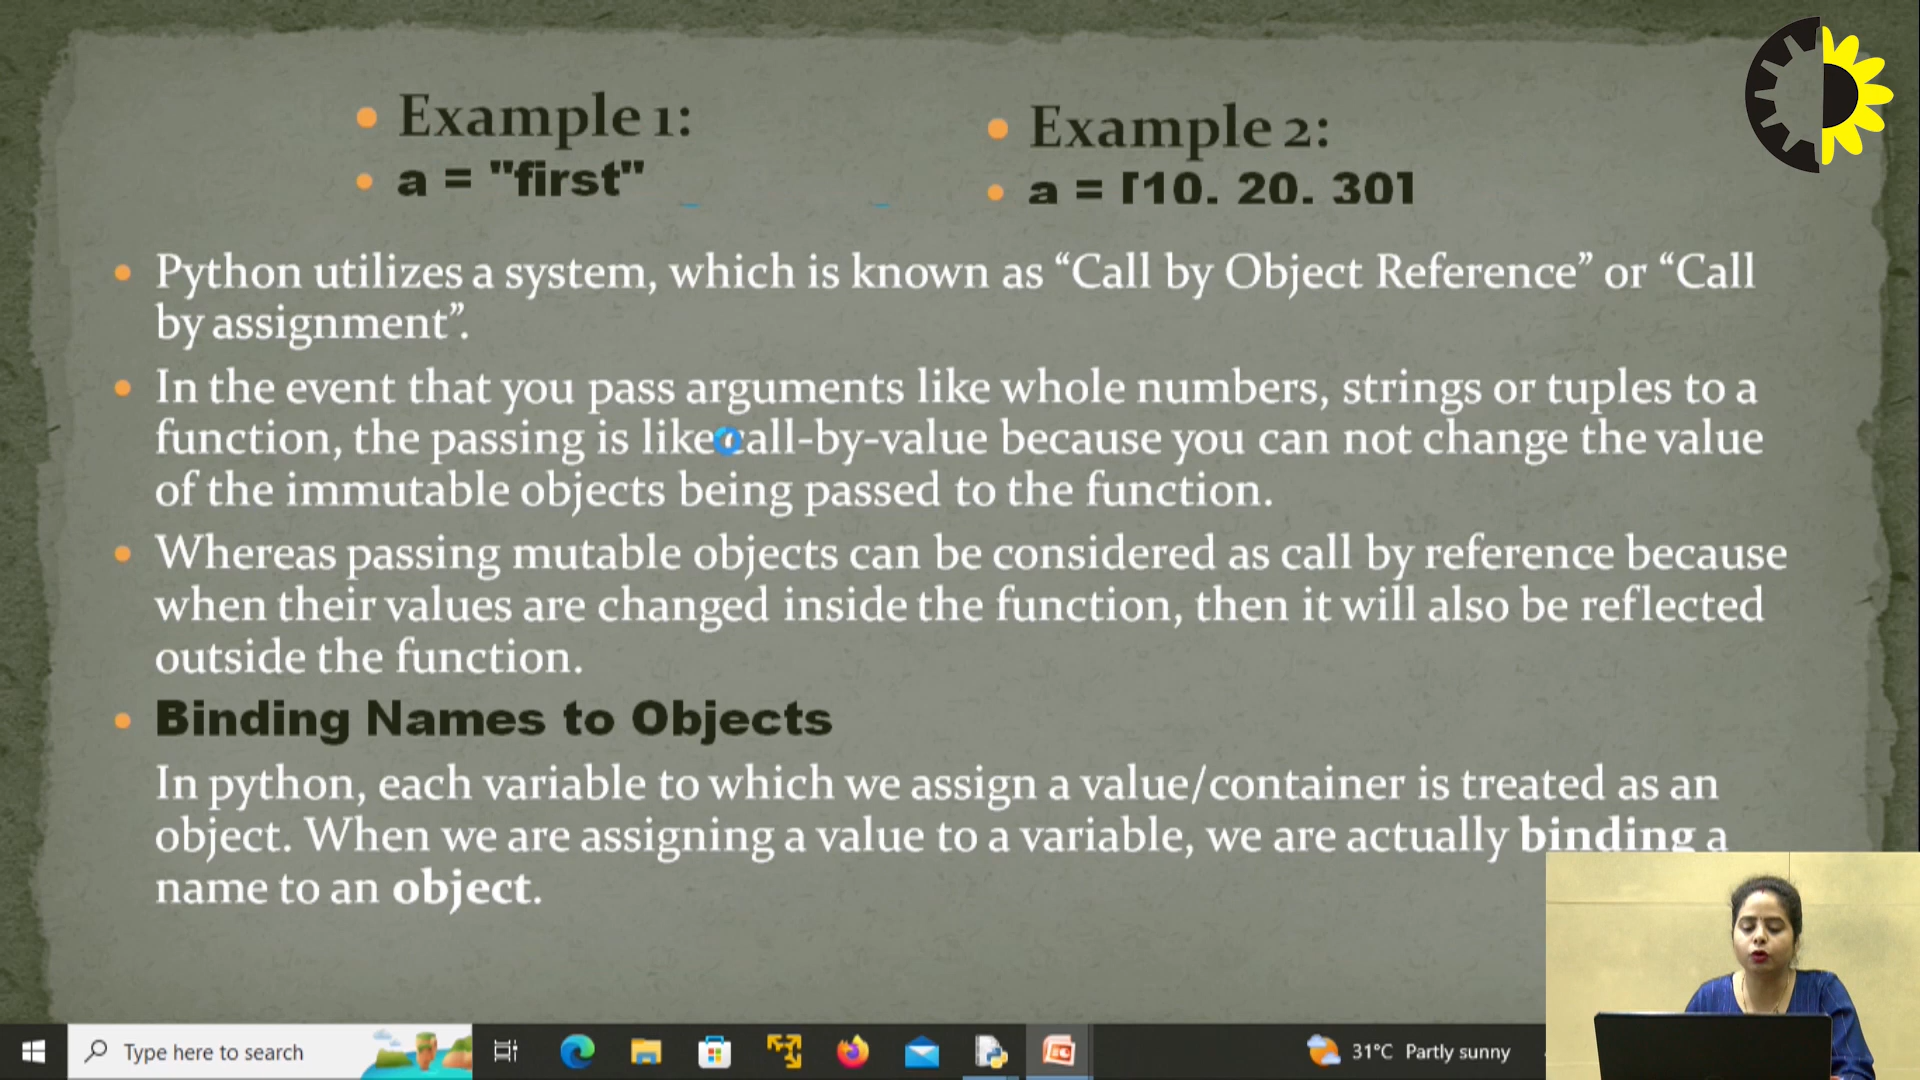 Example 1:
a = "first"
Example 2:
a = [10, 20, 30]
Python utilizes a system, which is known as “Call by Object Reference” or “Call
by assignment”.
In the event that you pass arguments like whole numbers, strings or tuples to a
function, the passing is like call-by-value because you can not change the value
of the immutable objects being passed to the function.
Whereas passing mutable objects can be considered as call by reference because
when their values are changed inside the function, then it will also be reflected
outside the function.
Binding Names to Objects
In python, each variable to which we assign a value/container is treated as an
object. When we are assigning a value to a variable, we are actually binding a
name to an object.
Type here to search
31°C Partly sunny